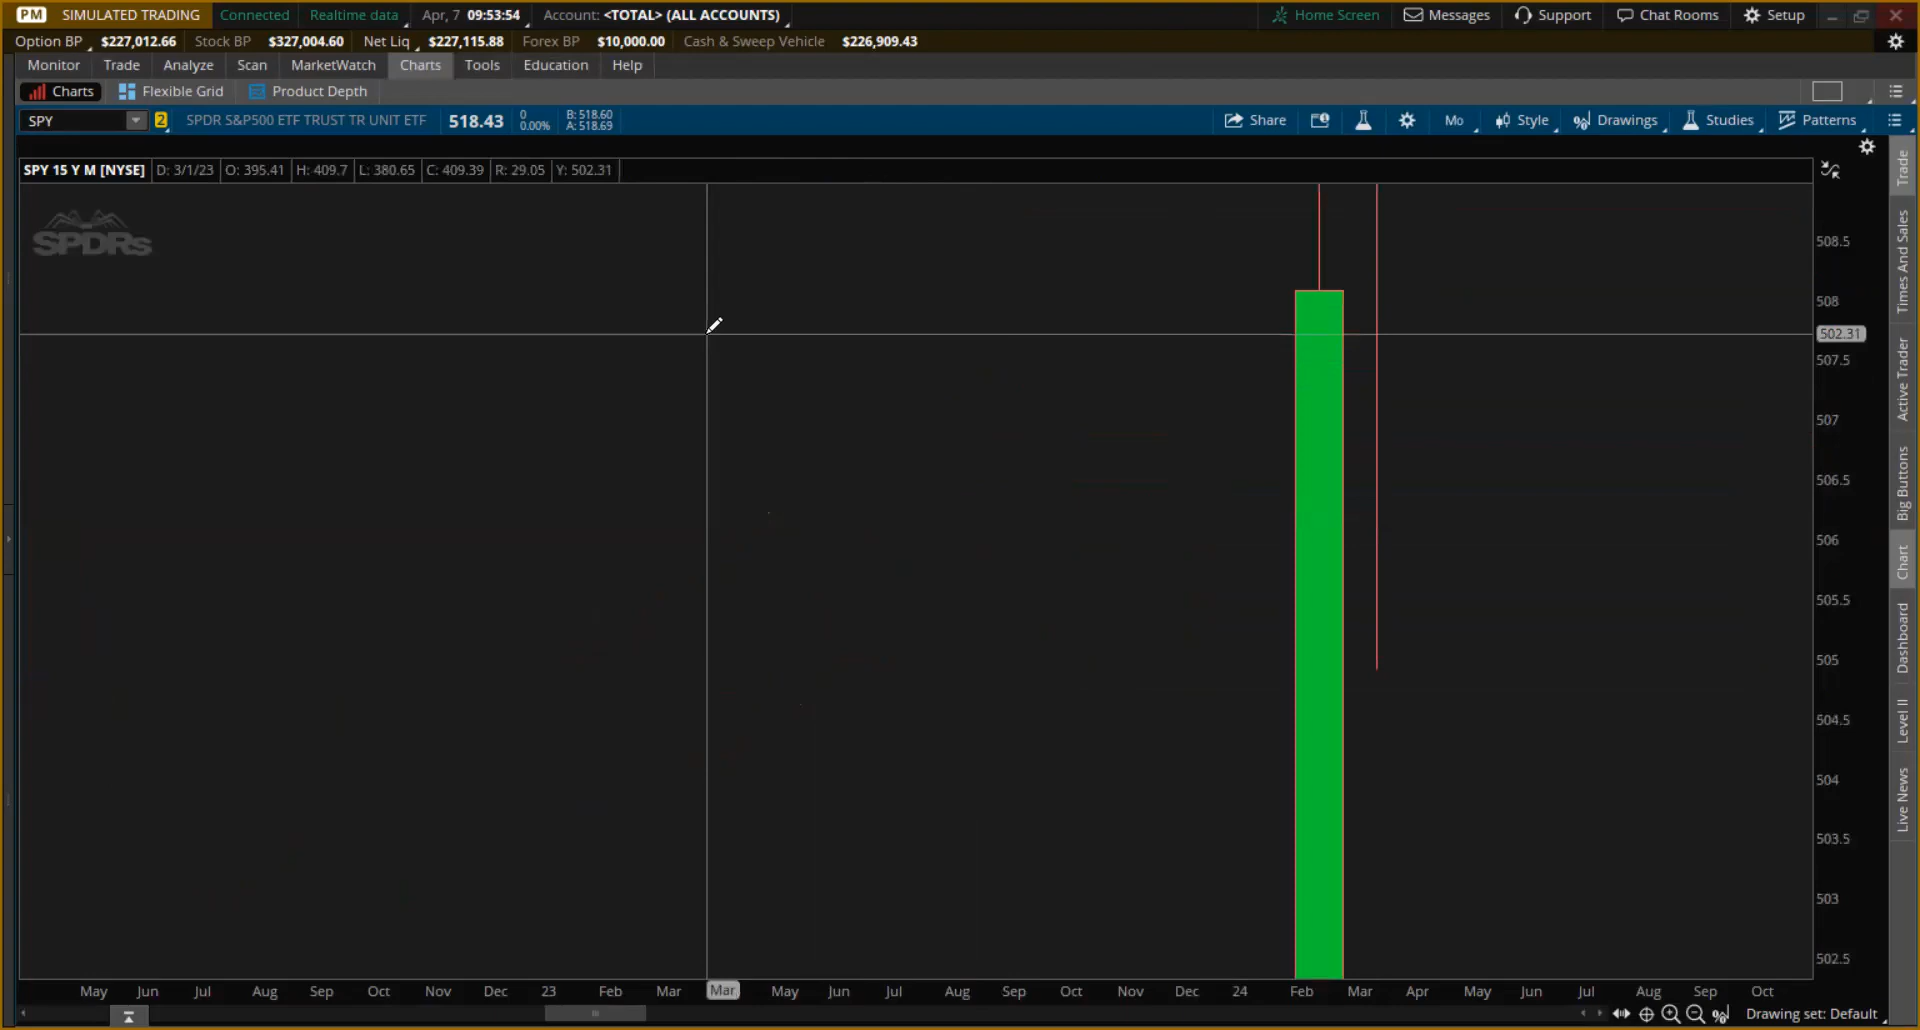 PM SIMULATED TRADING Connected Realtime data Apr, 7 09:53:54 Account: <TOTAL> (ALL ACCOUNTS) Home Screen Messages Support Chat Rooms Setup
Option BP $227,012.66 Stock BP $327,004.60 Net Liq $227,115.88 Forex BP $10,000.00 Cash & Sweep Vehicle $226,909.43
Monitor Trade Analyze Scan MarketWatch Charts Tools Education Help
Charts Flexible Grid Product Depth
SPY 2 SPDR S&P500 ETF TRUST TR UNIT ETF 518.43 0 B: 518.60 Share Mo Style Drawings Studies Patterns
0.00% A: 518.69
SPY 15 Y M [NYSE] D: 3/1/23 O: 395.41 H: 409.7 L: 380.65 C: 409.39 R: 29.05 Y: 502.31
SPDRs
508.5
508
502.31
507.5
507
506.5
506
505.5
505
504.5
504
503.5
503
502.5
Trade
Times And Sales
Active Trader
Big Buttons
Chart
Dashboard
Level II
Live News
May Jun Jul Aug Sep Oct Nov Dec 23 Feb Mar Mar May Jun Jul Aug Sep Oct Nov Dec 24 Feb Mar Apr May Jun Jul Aug Sep Oct
Drawing set: Default